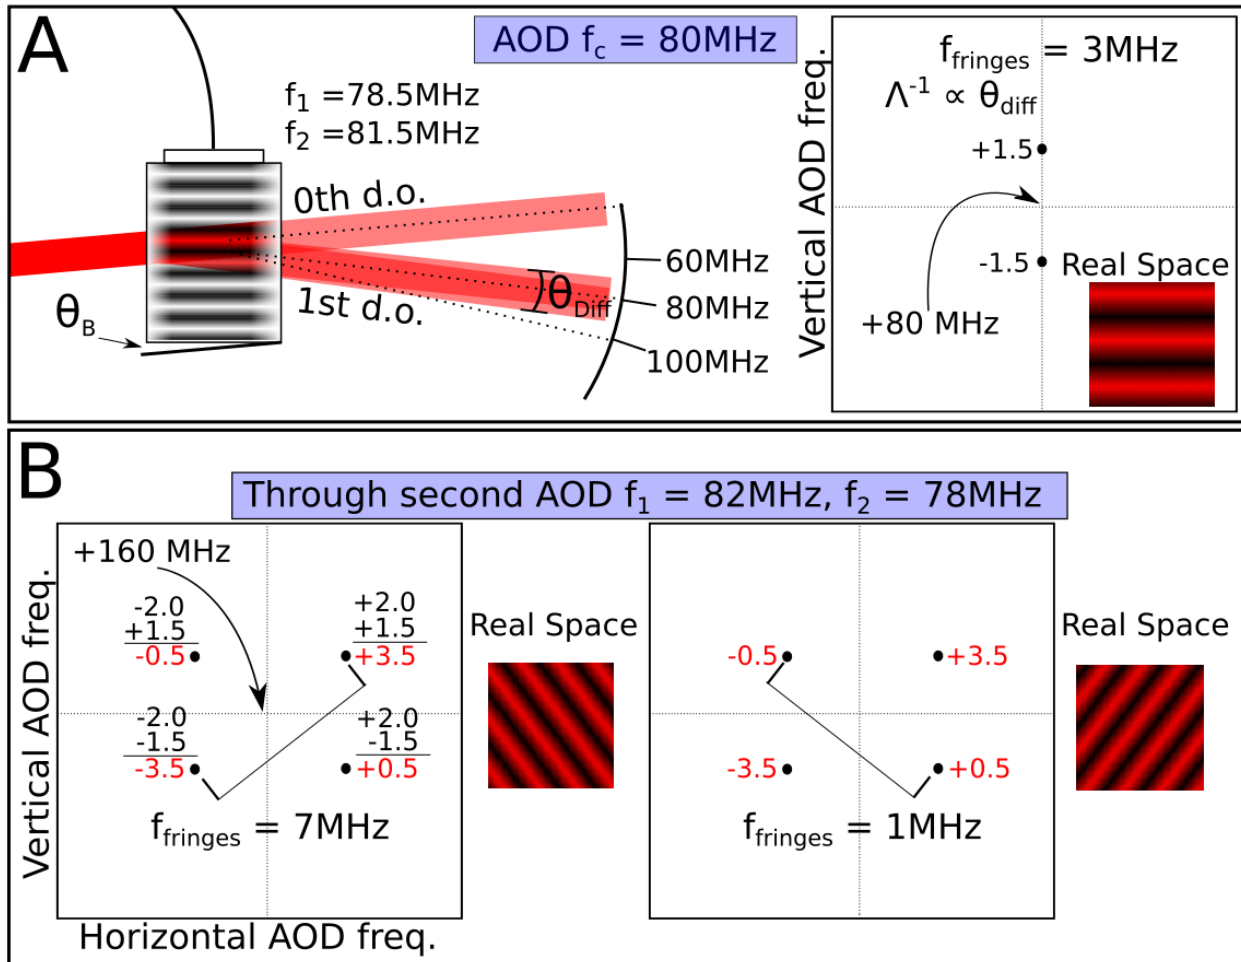 A
AOD f_c = 80MHz
f_1 =78.5MHz
f_2 =81.5MHz
0th d.o.
1st d.o.
θ_B
θ_Diff
60MHz
80MHz
100MHz
Vertical AOD freq.
f_fringes = 3MHz
Λ^-1 ∝ θ_diff
+1.5
-1.5
+80 MHz
Real Space
B
Through second AOD f_1 = 82MHz, f_2 = 78MHz
Vertical AOD freq.
+160 MHz
-2.0
+1.5
-0.5
+2.0
+1.5
+3.5
-2.0
-1.5
-3.5
+2.0
-1.5
+0.5
f_fringes = 7MHz
Horizontal AOD freq.
Real Space
-0.5
+3.5
-3.5
+0.5
f_fringes = 1MHz
Real Space